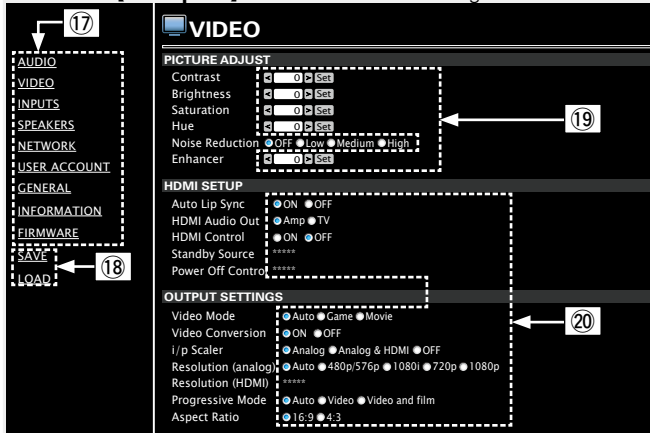 ⑰
VIDEO
AUDIO
VIDEO
INPUTS
SPEAKERS
NETWORK
USER ACCOUNT
GENERAL
INFORMATION
FIRMWARE
SAVE
LOAD
⑱
PICTURE ADJUST
Contrast < 0 > Set
Brightness < 0 > Set
Saturation < 0 > Set
Hue < 0 > Set
Noise Reduction OFF Low Medium High
Enhancer < 0 > Set
⑲
HDMI SETUP
Auto Lip Sync ON OFF
HDMI Audio Out Amp TV
HDMI Control ON OFF
Standby Source *****
Power Off Control *****
OUTPUT SETTINGS
Video Mode Auto Game Movie
Video Conversion ON OFF
i/p Scaler Analog Analog & HDMI OFF
Resolution (analog) Auto 480p/576p 1080i 720p 1080p
Resolution (HDMI) *****
Progressive Mode Auto Video Video and film
Aspect Ratio 16:9 4:3
⑳